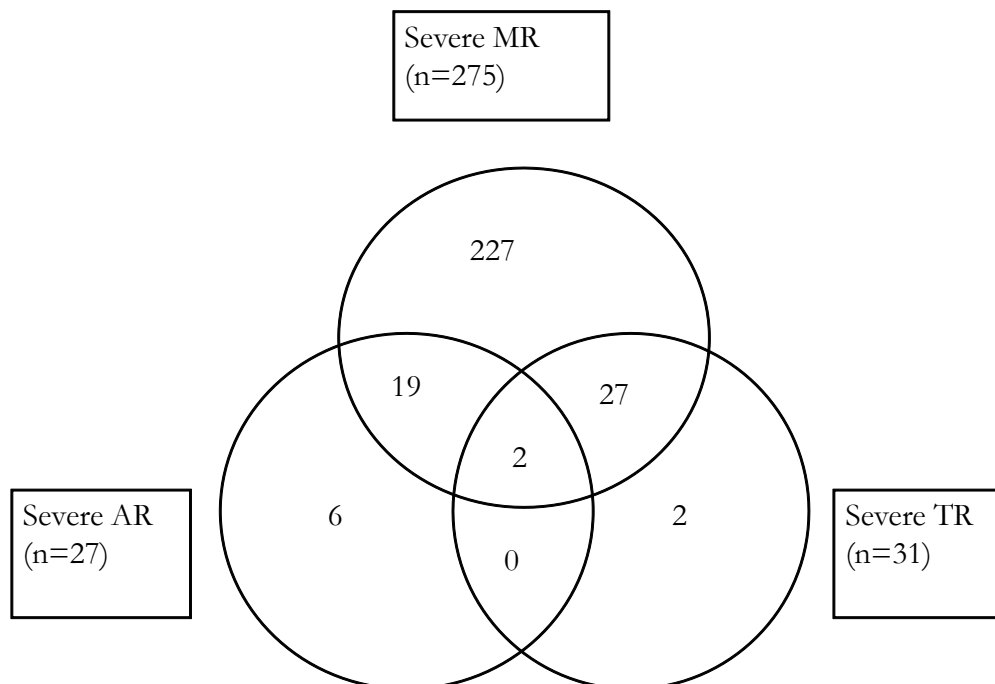 Severe MR
(n=275)
227
19
27
2
Severe AR
(n=27)
6
2
Severe TR
(n=31)
0